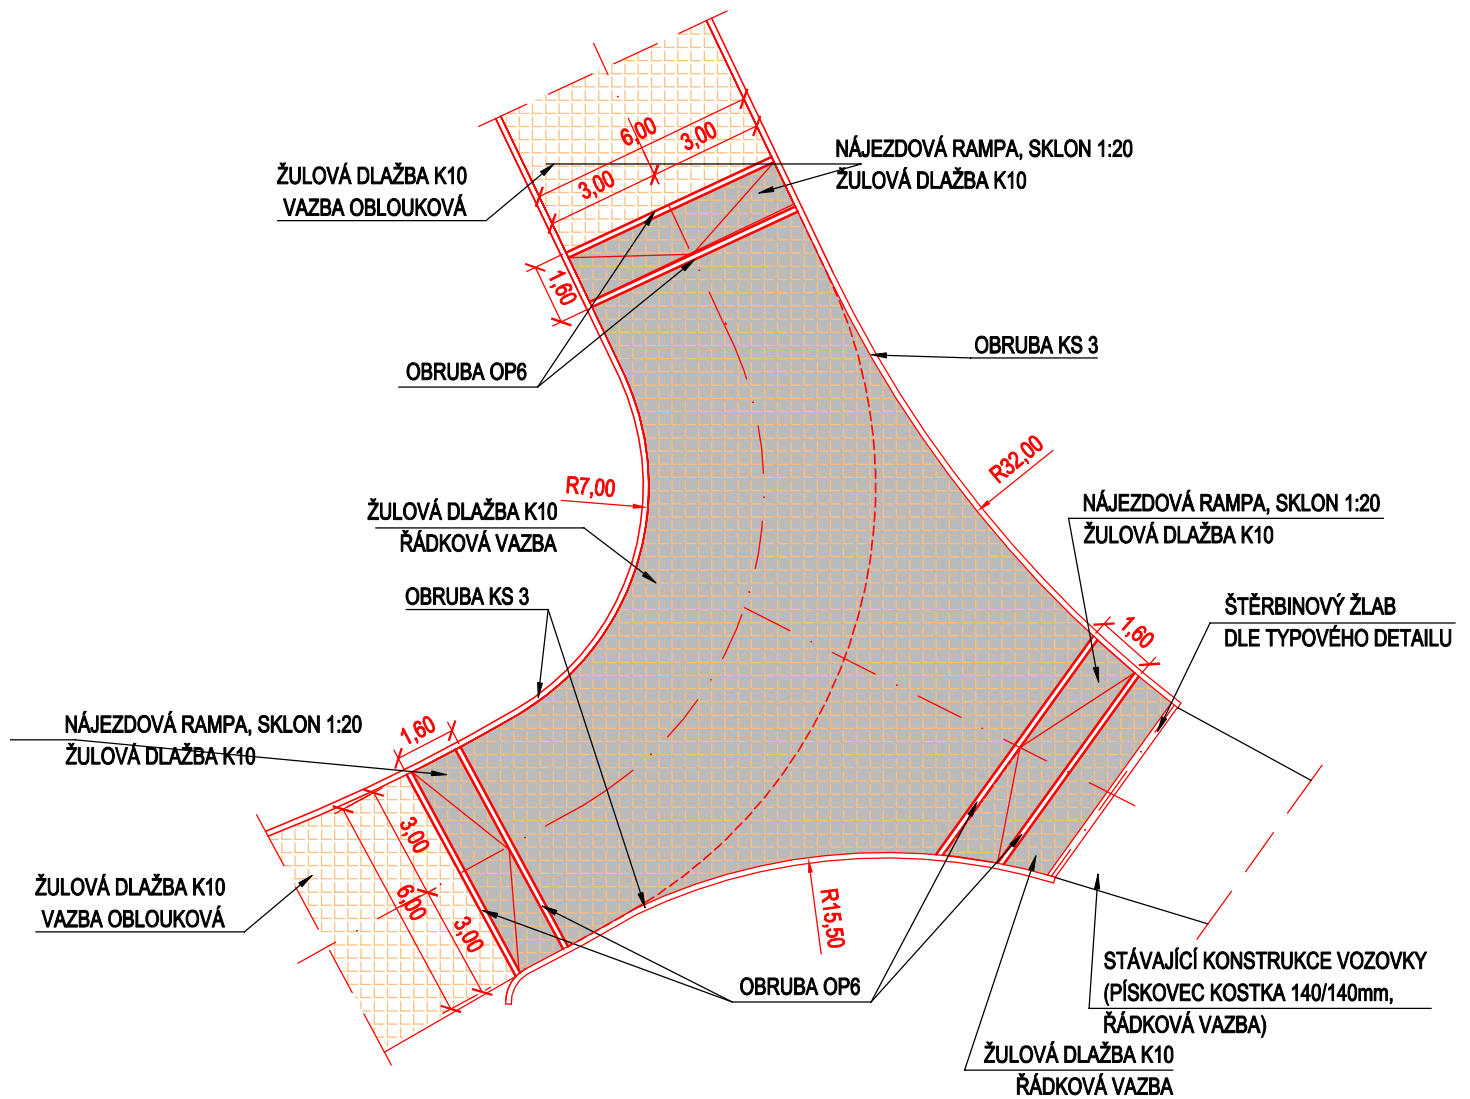 6,00
3,00
3,00
NÁJEZDOVÁ RAMPA, SKLON 1:20
ŽULOVÁ DLAŽBA K10
ŽULOVÁ DLAŽBA K10
VAZBA OBLOUKOVÁ
1,60
OBRUBA OP6
OBRUBA KS 3
R32,00
R7,00
ŽULOVÁ DLAŽBA K10
ŘÁDKOVÁ VAZBA
NÁJEZDOVÁ RAMPA, SKLON 1:20
ŽULOVÁ DLAŽBA K10
OBRUBA KS 3
ŠTĚRBINOVÝ ŽLAB
DLE TYPOVÉHO DETAILU
1,60
NÁJEZDOVÁ RAMPA, SKLON 1:20
ŽULOVÁ DLAŽBA K10
1,60
3,00
6,00
3,00
ŽULOVÁ DLAŽBA K10
VAZBA OBLOUKOVÁ
R15,50
OBRUBA OP6
STÁVAJÍCÍ KONSTRUKCE VOZOVKY
(PÍSKOVEC KOSTKA 140/140mm,
ŘÁDKOVÁ VAZBA)
ŽULOVÁ DLAŽBA K10
ŘÁDKOVÁ VAZBA